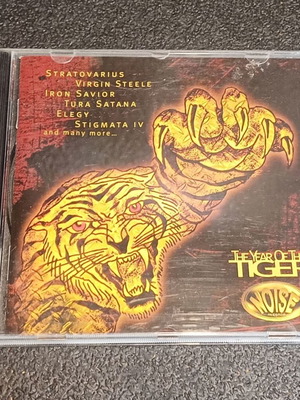 STRATOVARIUS
VIRGIN STEELE
IRON SAVIOR
TURA SATANA
ELEGY
STIGMATA IV
and many more...
THE YEAR OF THE
TIGER
NOISE